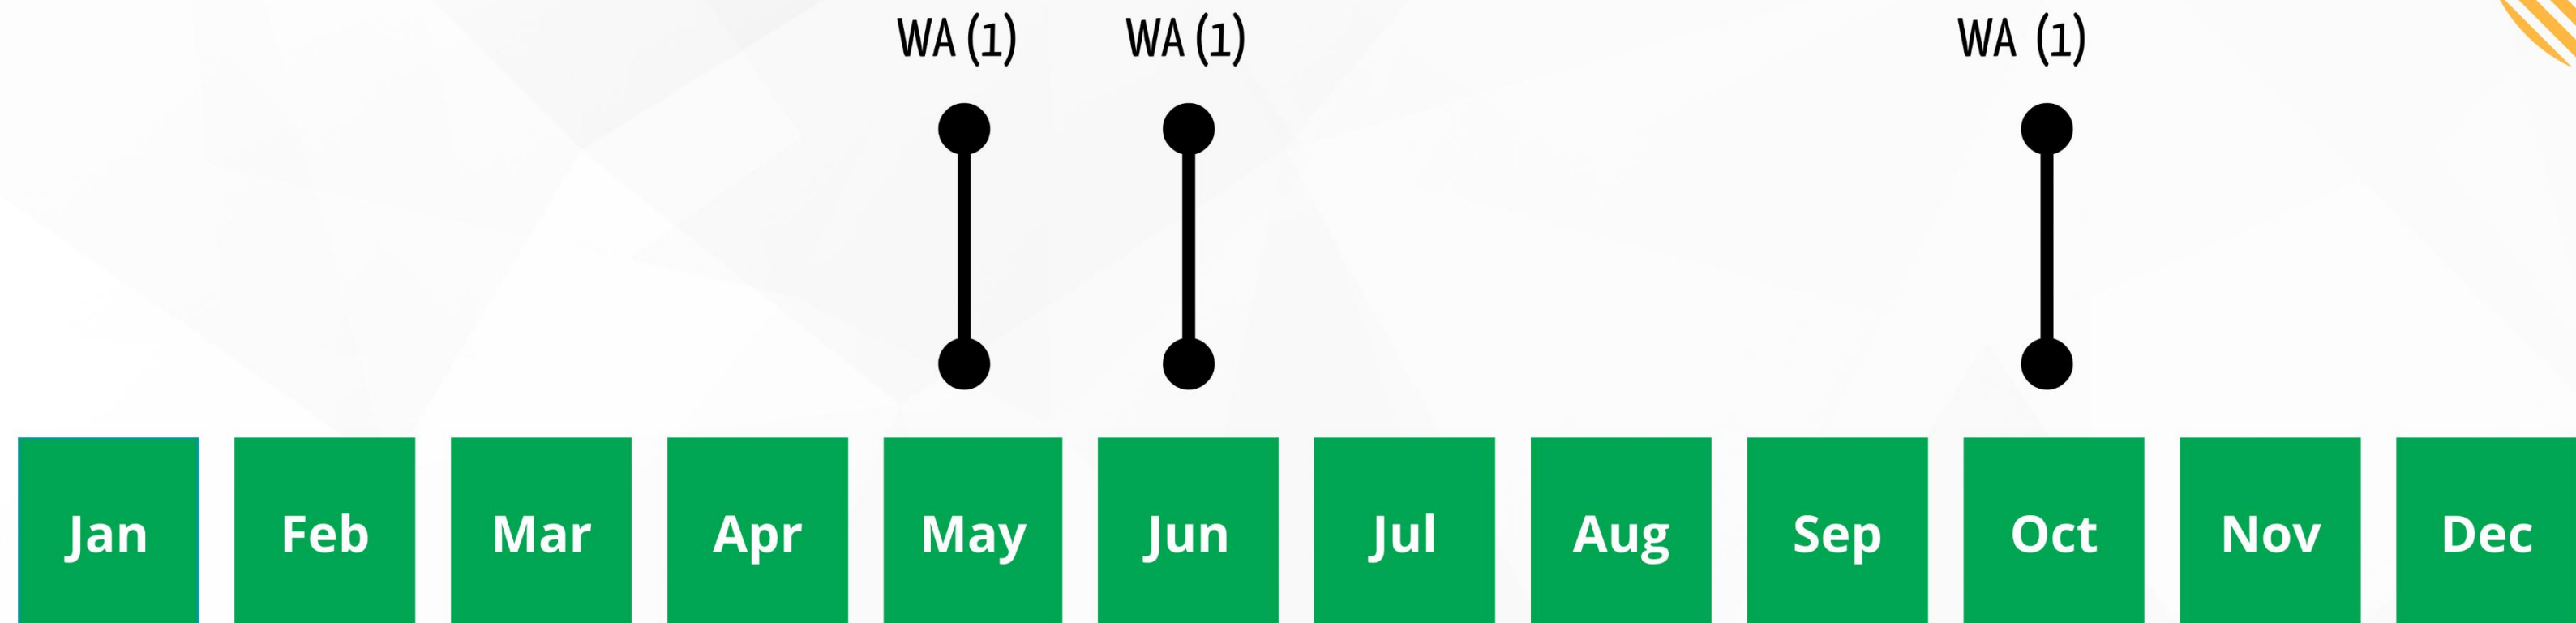 WA (1) WA (1) WA (1)
Jan Feb Mar Apr May Jun Jul Aug Sep Oct Nov Dec